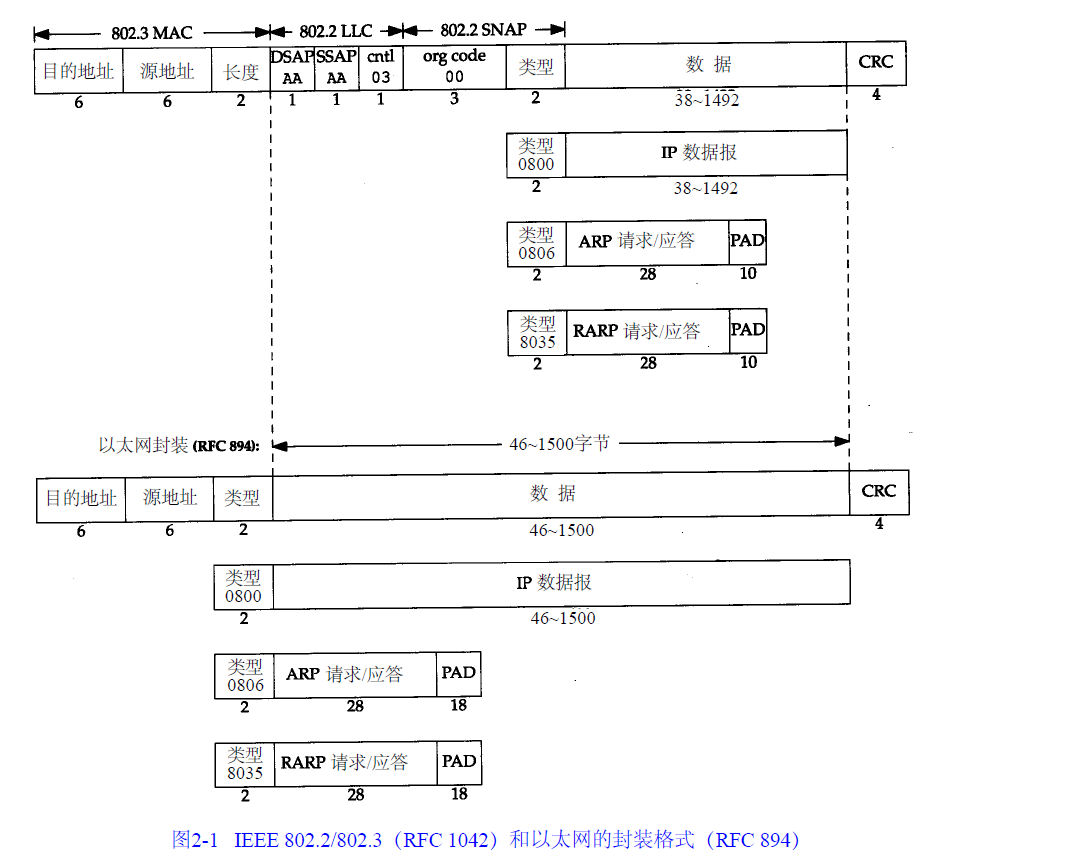 802.3 MAC 802.2 LLC 802.2 SNAP
目的地址 源地址 长度 DSAP AA SSAP AA cntl 03 org code 00 类型 数 据 CRC
6 6 2 1 1 1 3 2 38~1492 4
类型 0800 IP 数据报
2 38~1492
类型 0806 ARP 请求/应答 PAD
2 28 10
类型 8035 RARP 请求/应答 PAD
2 28 10
以太网封装 (RFC 894): 46~1500字节
目的地址 源地址 类型 数 据 CRC
6 6 2 46~1500 4
类型 0800 IP 数据报
2 46~1500
类型 0806 ARP 请求/应答 PAD
2 28 18
类型 8035 RARP 请求/应答 PAD
2 28 18
图2-1 IEEE 802.2/802.3（RFC 1042）和以太网的封装格式（RFC 894）